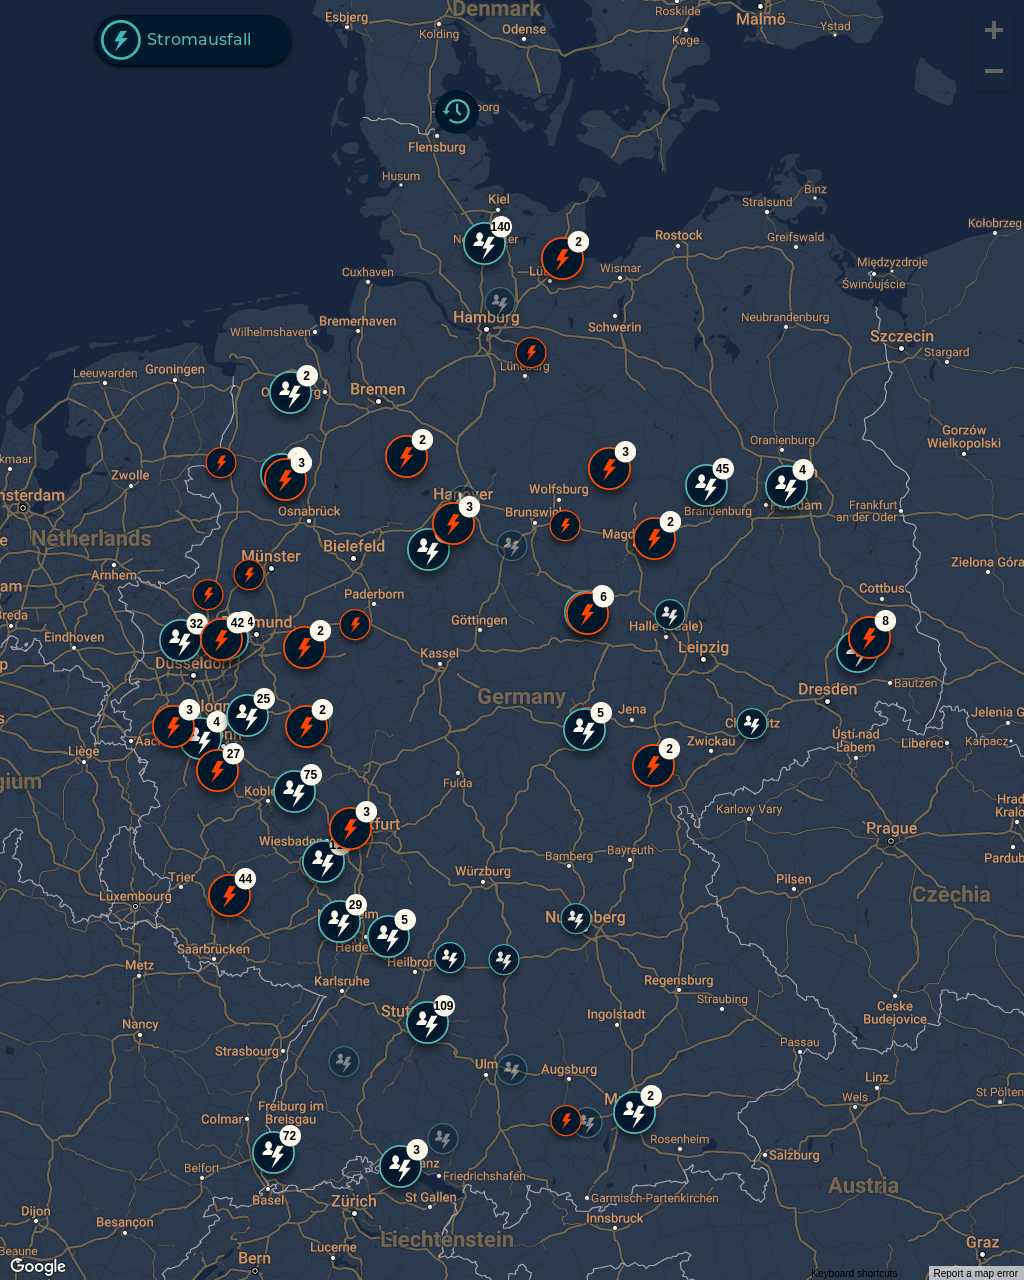 Denmark
Esbjerg
Kolding
Odense
Roskilde
Malmö
Ystad
Køge
Stromausfall
Flensburg
Husum
Kiel
Binz
Stralsund
Kołobrzeg
Greifswald
Rostock
140
2
Wismar
Międzyzdroje
Świnoujście
Cuxhaven
Hamburg
Schwerin
Neubrandenburg
Bremerhaven
Wilhelmshaven
Szczecin
Stargard
Groningen
Leeuwarden
2
Bremen
Gorzów
Wielkopolski
Oranienburg
2
3
3
45
4
Zwolle
Osnabrück
Wolfsburg
3
Brandenburg
Frankfurt
an der Oder
2
Netherlands
Bielefeld
Münster
Arnhem
Zielona Góra
Paderborn
Cottbus
6
Eindhoven
32
42
2
Göttingen
8
Leipzig
Kassel
Düsseldorf
Dresden
Bautzen
Germany
25
3
4
2
5
Jena
Zwickau
Liège
27
2
Ústí nad
Labem
Liberec
Karpacz
75
Fulda
Karlovy Vary
3
Prague
Wiesbaden
Bamberg
Bayreuth
Würzburg
Trier
44
Pilsen
Luxembourg
Czechia
29
5
Saarbrücken
Metz
Karlsruhe
Regensburg
Straubing
109
Ingolstadt
Ceske
Budejovice
Nancy
Strasbourg
Passau
Ulm
Augsburg
Linz
Wels
St Pölten
2
Freiburg im
Breisgau
Colmar
72
Rosenheim
3
Salzburg
Belfort
Friedrichshafen
Austria
Basel
Zürich
St Gallen
Garmisch-Partenkirchen
Dijon
Besançon
Innsbruck
Liechtenstein
Lucerne
Bern
Graz
Beaune
Google
Keyboard shortcuts
Report a map error